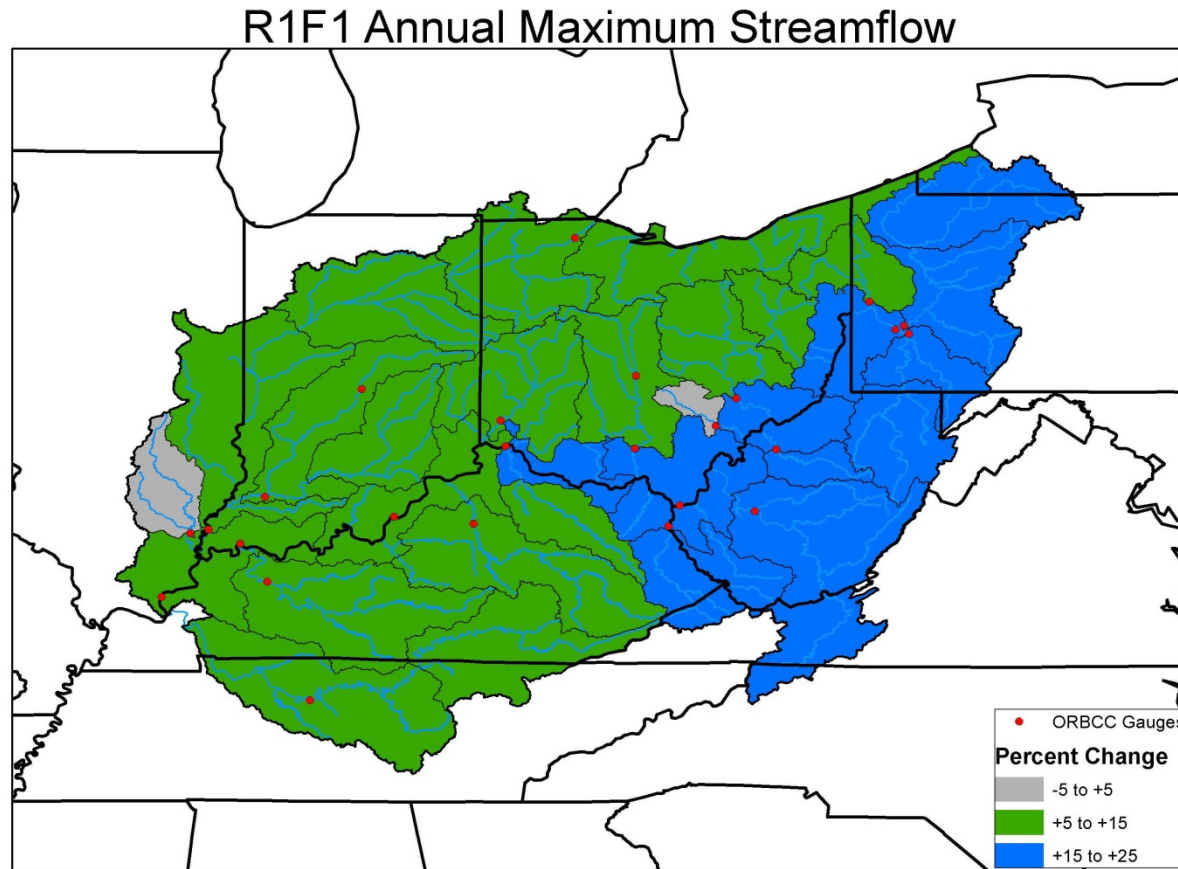 R1F1 Annual Maximum Streamflow
ORBCC Gauges
Percent Change
-5 to +5
+5 to +15
+15 to +25